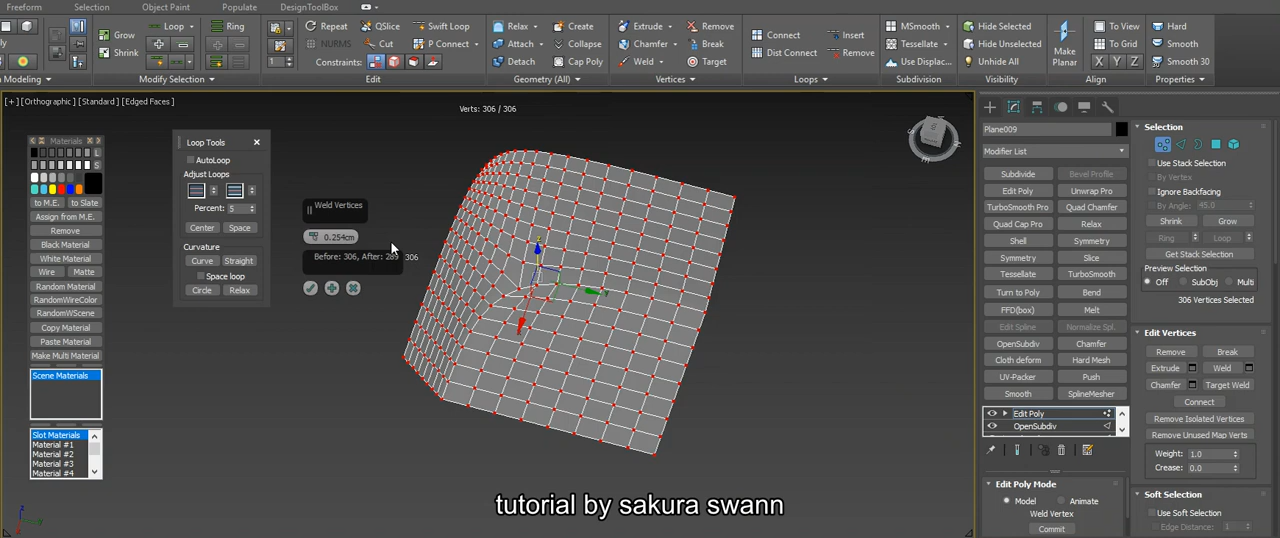 Freeform Selection Object Paint DesignToolBox
Grow Loop Ring Repeat QSlice Swift Loop Relax Create Extrude Remove Connect Insert MSmooth Hide Selected To View Hard
Shrink NURMS Cut P Connect Attach Collapse Chamfer Break Dist Connect Remove Tessellate Hide Unselected Make Planar To Grid Smooth
1 Constraints: Detach Cap Poly Weld Target Use Displac... Unhide All X Y Z Smooth 30
Modeling Modify Selection Edit Geometry (All) Vertices Loops Subdivision Visibility Align Properties
[+] [Orthographic] [Standard] [Edged Faces]
Verts: 306 / 306
Materials
L
S
to M.E. to Slate
Assign from M.E.
Remove
Black Material
White Material
Wire Matte
Random Material
RandomWireColor
RandomWScene
Copy Material
Paste Material
Make Multi Material
Scene Materials
Slot Materials
Material #1
Material #2
Material #3
Material #4
Loop Tools
AutoLoop
Adjust Loops
Percent: 5
Center Space
Curvature
Curve Straight
Space loop
Circle Relax
Weld Vertices
0.254cm
Before: 306, After: 289 306
z
y
x
tutorial by sakura swann
Plane009
Modifier List
Subdivide Bevel Profile
Edit Poly Unwrap Pro
TurboSmooth Pro Quad Chamfer
Quad Cap Pro Relax
Shell Symmetry
Symmetry Slice
Tessellate TurboSmooth
Turn to Poly Bend
FFD(box) Melt
Edit Spline Normalize Spl.
OpenSubdiv Chamfer
Cloth deform Hard Mesh
UV-Packer Push
Smooth SplineMesher
Edit Poly
OpenSubdiv
Edit Poly Mode
Model Animate
Weld Vertex
Commit
Selection
Use Stack Selection
By Vertex
Ignore Backfacing
By Angle: 45.0
Shrink Grow
Ring Loop
Get Stack Selection
Preview Selection
Off SubObj Multi
306 Vertices Selected
Edit Vertices
Remove Break
Extrude Weld
Chamfer Target Weld
Connect
Remove Isolated Vertices
Remove Unused Map Verts
Weight: 1.0
Crease: 0.0
Soft Selection
Use Soft Selection
Edge Distance: 1